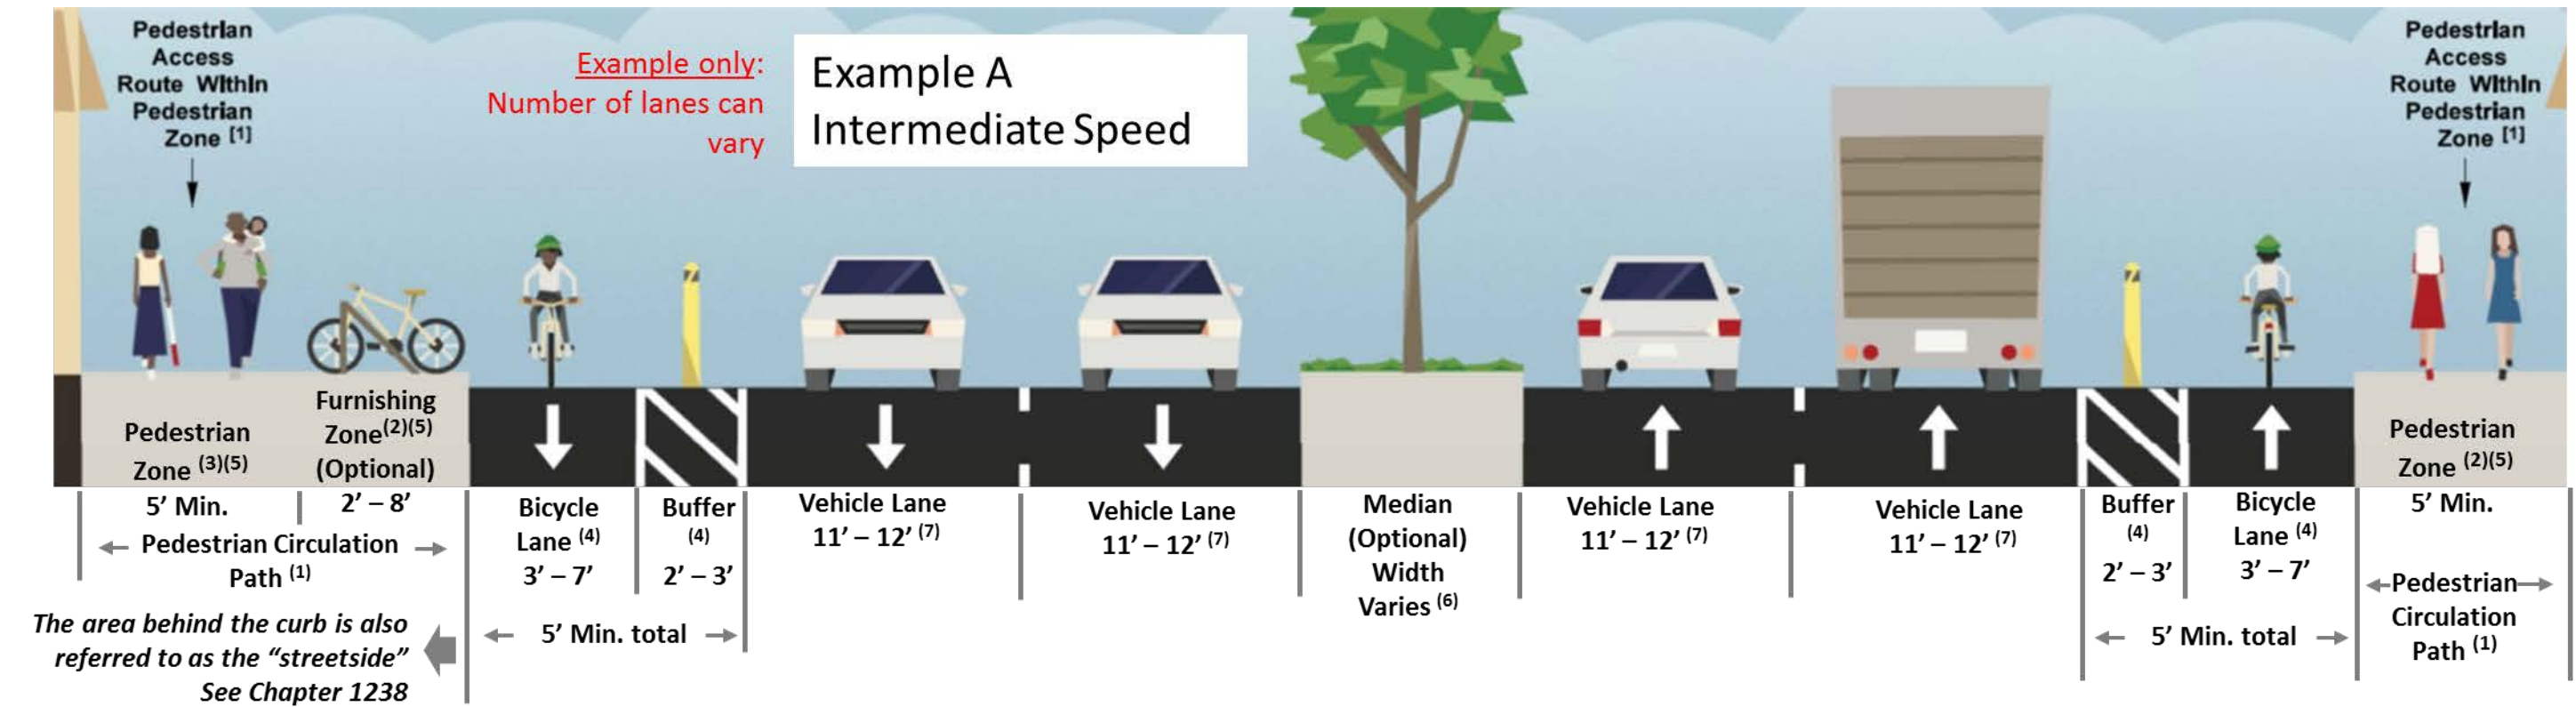 Pedestrian
Access
Route Within
Pedestrian
Zone [1]
Example only:
Number of lanes can
vary
Example A
Intermediate Speed
Pedestrian
Access
Route Within
Pedestrian
Zone [1]
Pedestrian
Zone (3)(5)
Furnishing
Zone(2)(5)
(Optional)
Pedestrian
Zone (2)(5)
5’ Min.
2’ – 8’
Pedestrian Circulation
Path (1)
Bicycle
Lane (4)
3’ – 7’
Buffer
(4)
2’ – 3’
5’ Min. total
Vehicle Lane
11’ – 12’ (7)
Vehicle Lane
11’ – 12’ (7)
Median
(Optional)
Width
Varies (6)
Vehicle Lane
11’ – 12’ (7)
Vehicle Lane
11’ – 12’ (7)
Buffer
(4)
2’ – 3’
Bicycle
Lane (4)
3’ – 7’
5’ Min. total
5’ Min.
Pedestrian
Circulation
Path (1)
The area behind the curb is also
referred to as the “streetside”
See Chapter 1238